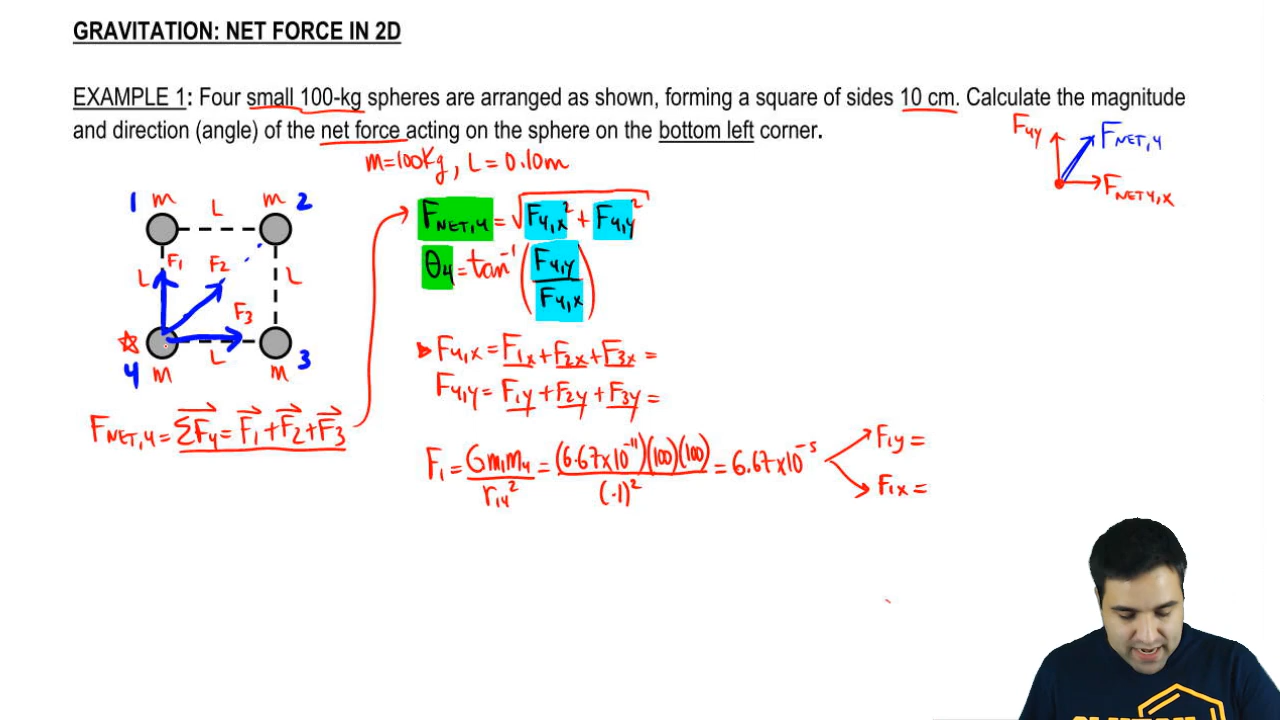 GRAVITATION: NET FORCE IN 2D
EXAMPLE 1: Four small 100-kg spheres are arranged as shown, forming a square of sides 10 cm. Calculate the magnitude
and direction (angle) of the net force acting on the sphere on the bottom left corner.
m=100Kg, L=0.10m
F4y
FNET,4
FNET4,x
1 m L m 2
F1 F2
L L
F3
L
4 m m 3
FNET,4 = ΣF4 = F1 + F2 + F3
FNET,4 = √F4,x² + F4,y²
θ4 = tan⁻¹ (F4,y / F4,x)
F4,x = F1x + F2x + F3x =
F4,y = F1y + F2y + F3y =
F1 = Gm1m4 / r14² = (6.67x10⁻¹¹)(100)(100) / (.1)² = 6.67x10⁻⁵
F1y =
F1x =